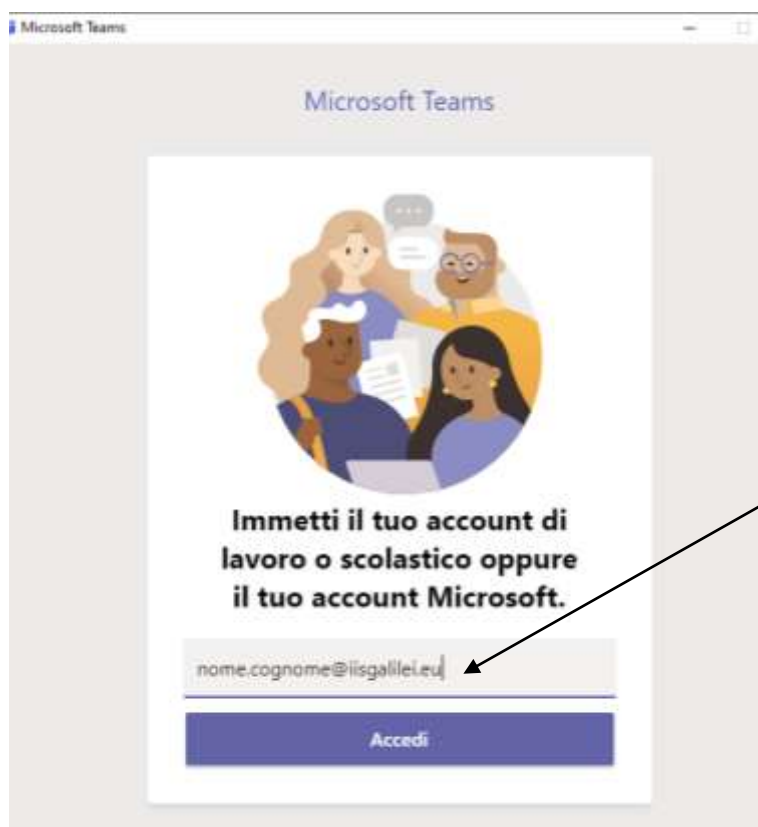 Microsoft Teams
Microsoft Teams
Immetti il tuo account di
lavoro o scolastico oppure
il tuo account Microsoft.
nome.cognome@iisgalilei.eu
Accedi